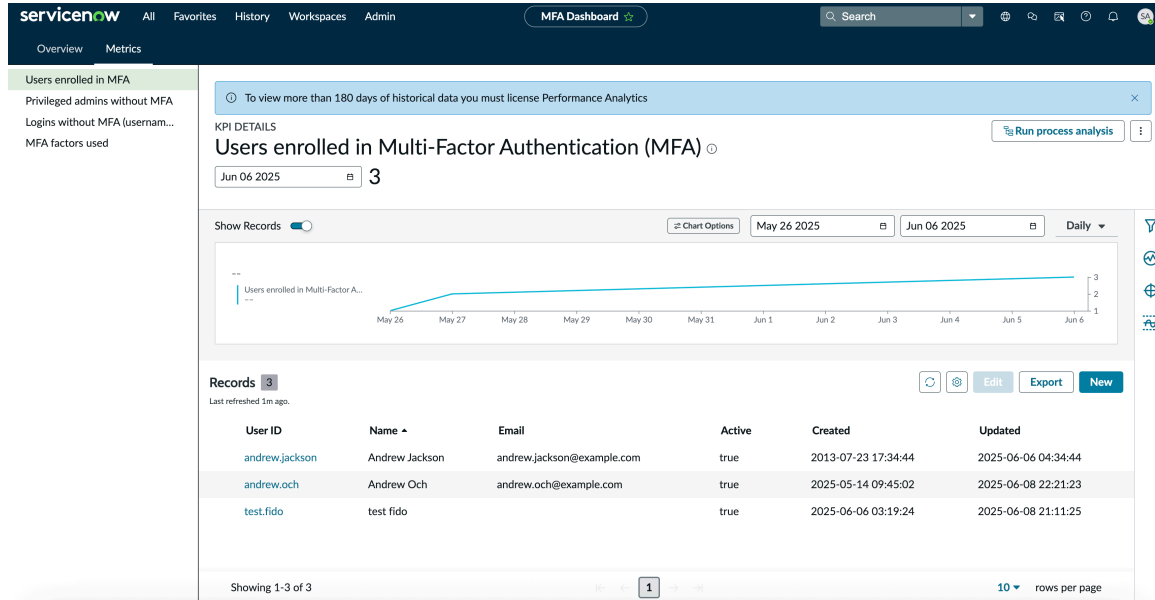 servicenow All Favorites History Workspaces Admin MFA Dashboard Search SA
Overview Metrics
Users enrolled in MFA
Privileged admins without MFA
Logins without MFA (usernam...
MFA factors used
To view more than 180 days of historical data you must license Performance Analytics
KPI DETAILS
Users enrolled in Multi-Factor Authentication (MFA)
Run process analysis
Jun 06 2025 3
Show Records Chart Options May 26 2025 Jun 06 2025 Daily
--
Users enrolled in Multi-Factor A...
--
3
2
1
May 26 May 27 May 28 May 29 May 30 May 31 Jun 1 Jun 2 Jun 3 Jun 4 Jun 5 Jun 6
Records 3
Last refreshed 1m ago.
Edit Export New
User ID Name Email Active Created Updated
andrew.jackson Andrew Jackson andrew.jackson@example.com true 2013-07-23 17:34:44 2025-06-06 04:34:44
andrew.och Andrew Och andrew.och@example.com true 2025-05-14 09:45:02 2025-06-08 22:21:23
test.fido test fido true 2025-06-06 03:19:24 2025-06-08 21:11:25
Showing 1-3 of 3 1 10 rows per page